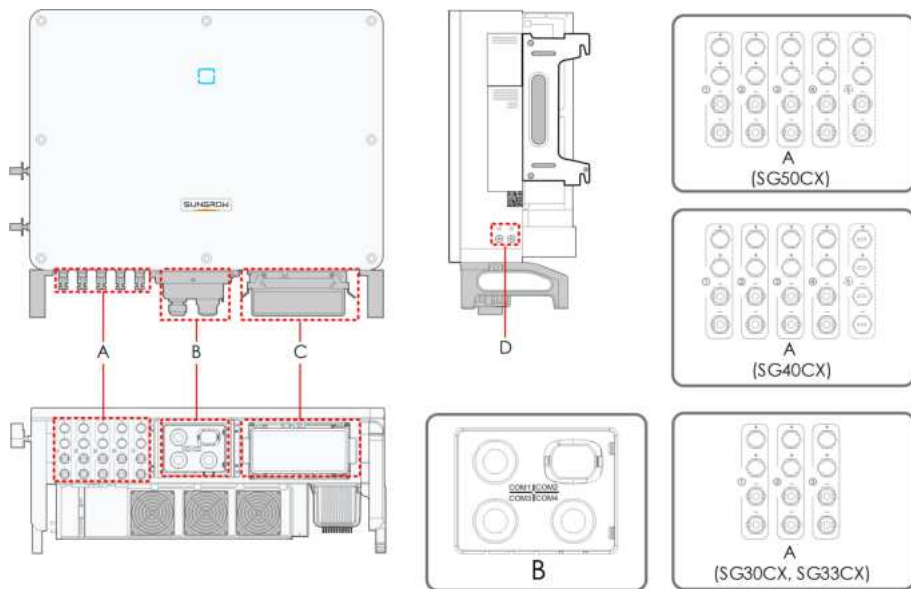 SUNGROW
A
B
C
D
A
(SG50CX)
A
(SG40CX)
COM1 COM2
COM3 COM4
B
A
(SG30CX, SG33CX)